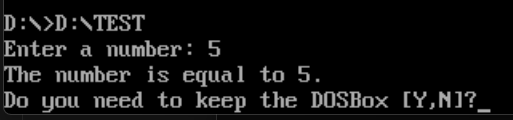 D:\>D:\TEST
Enter a number: 5
The number is equal to 5.
Do you need to keep the DOSBox [Y,N]?_